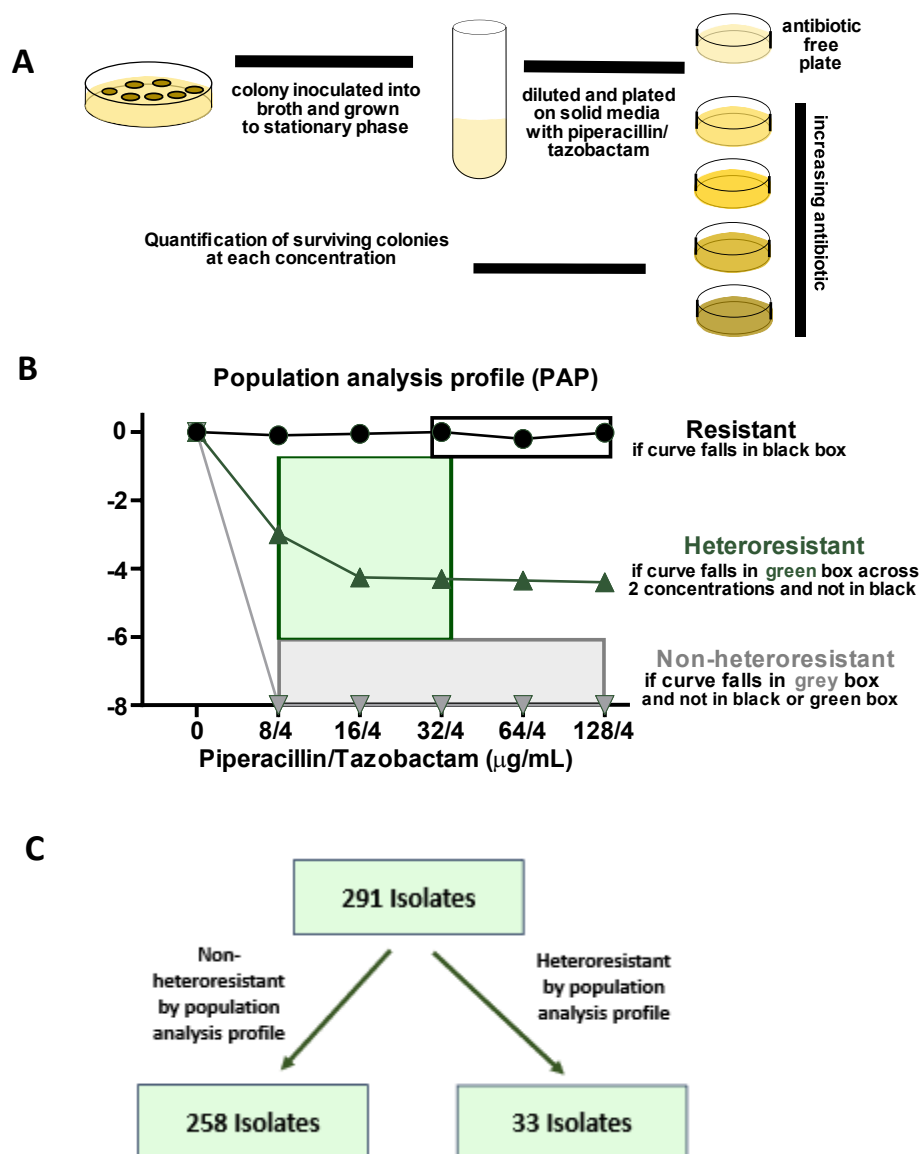 A
colony inoculated into
broth and grown
to stationary phase
diluted and plated
on solid media
with piperacillin/
tazobactam
antibiotic
free
plate
increasing antibiotic
Quantification of surviving colonies
at each concentration
B
Population analysis profile (PAP)
0
-2
-4
-6
-8
0 8/4 16/4 32/4 64/4 128/4
Piperacillin/Tazobactam (μg/mL)
Resistant
if curve falls in black box
Heteroresistant
if curve falls in green box across
2 concentrations and not in black
Non-heteroresistant
if curve falls in grey box
and not in black or green box
C
291 Isolates
Non-
heteroresistant
by population
analysis profile
Heteroresistant
by population
analysis profile
258 Isolates
33 Isolates